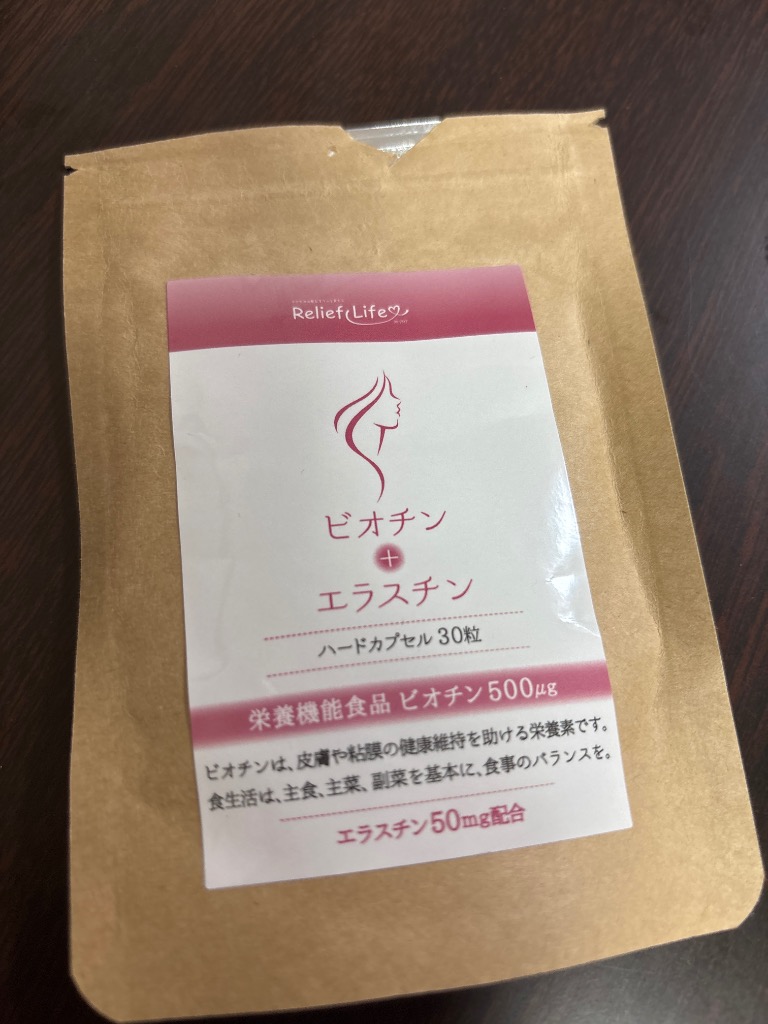 Relief Life
ビオチン
+
エラスチン
ハードカプセル 30粒
栄養機能食品 ビオチン500μg
ビオチンは、皮膚や粘膜の健康維持を助ける栄養素です。
食生活は、主食、主菜、副菜を基本に、食事のバランスを。
エラスチン50mg配合